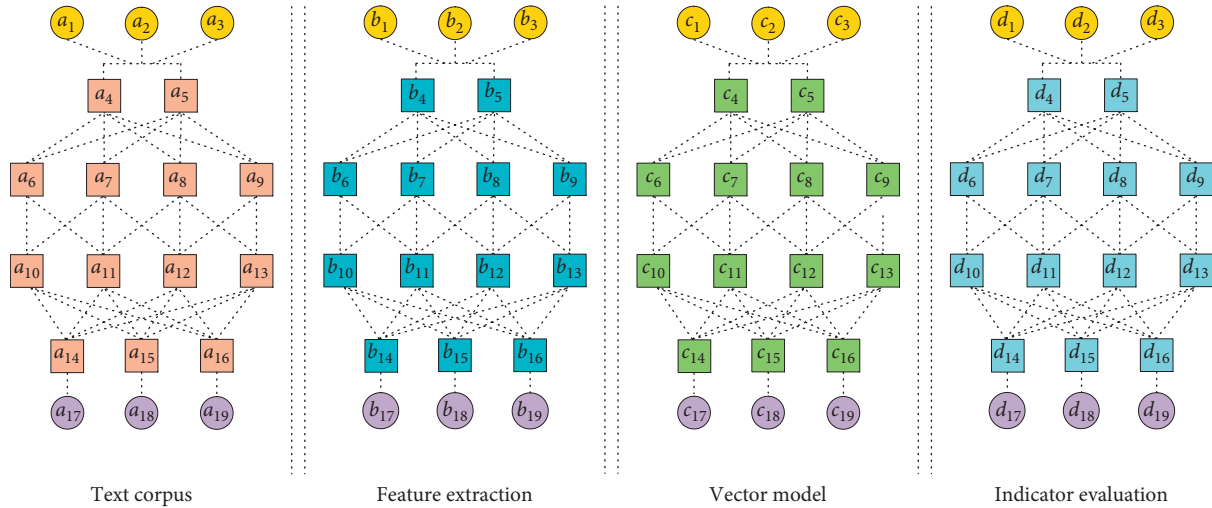 a1 a2 a3 b1 b2 b3 c1 c2 c3 d1 d2 d3
a4 a5 b4 b5 c4 c5 d4 d5
a6 a7 a8 a9 b6 b7 b8 b9 c6 c7 c8 c9 d6 d7 d8 d9
a10 a11 a12 a13 b10 b11 b12 b13 c10 c11 c12 c13 d10 d11 d12 d13
a14 a15 a16 b14 b15 b16 c14 c15 c16 d14 d15 d16
a17 a18 a19 b17 b18 b19 c17 c18 c19 d17 d18 d19
Text corpus Feature extraction Vector model Indicator evaluation